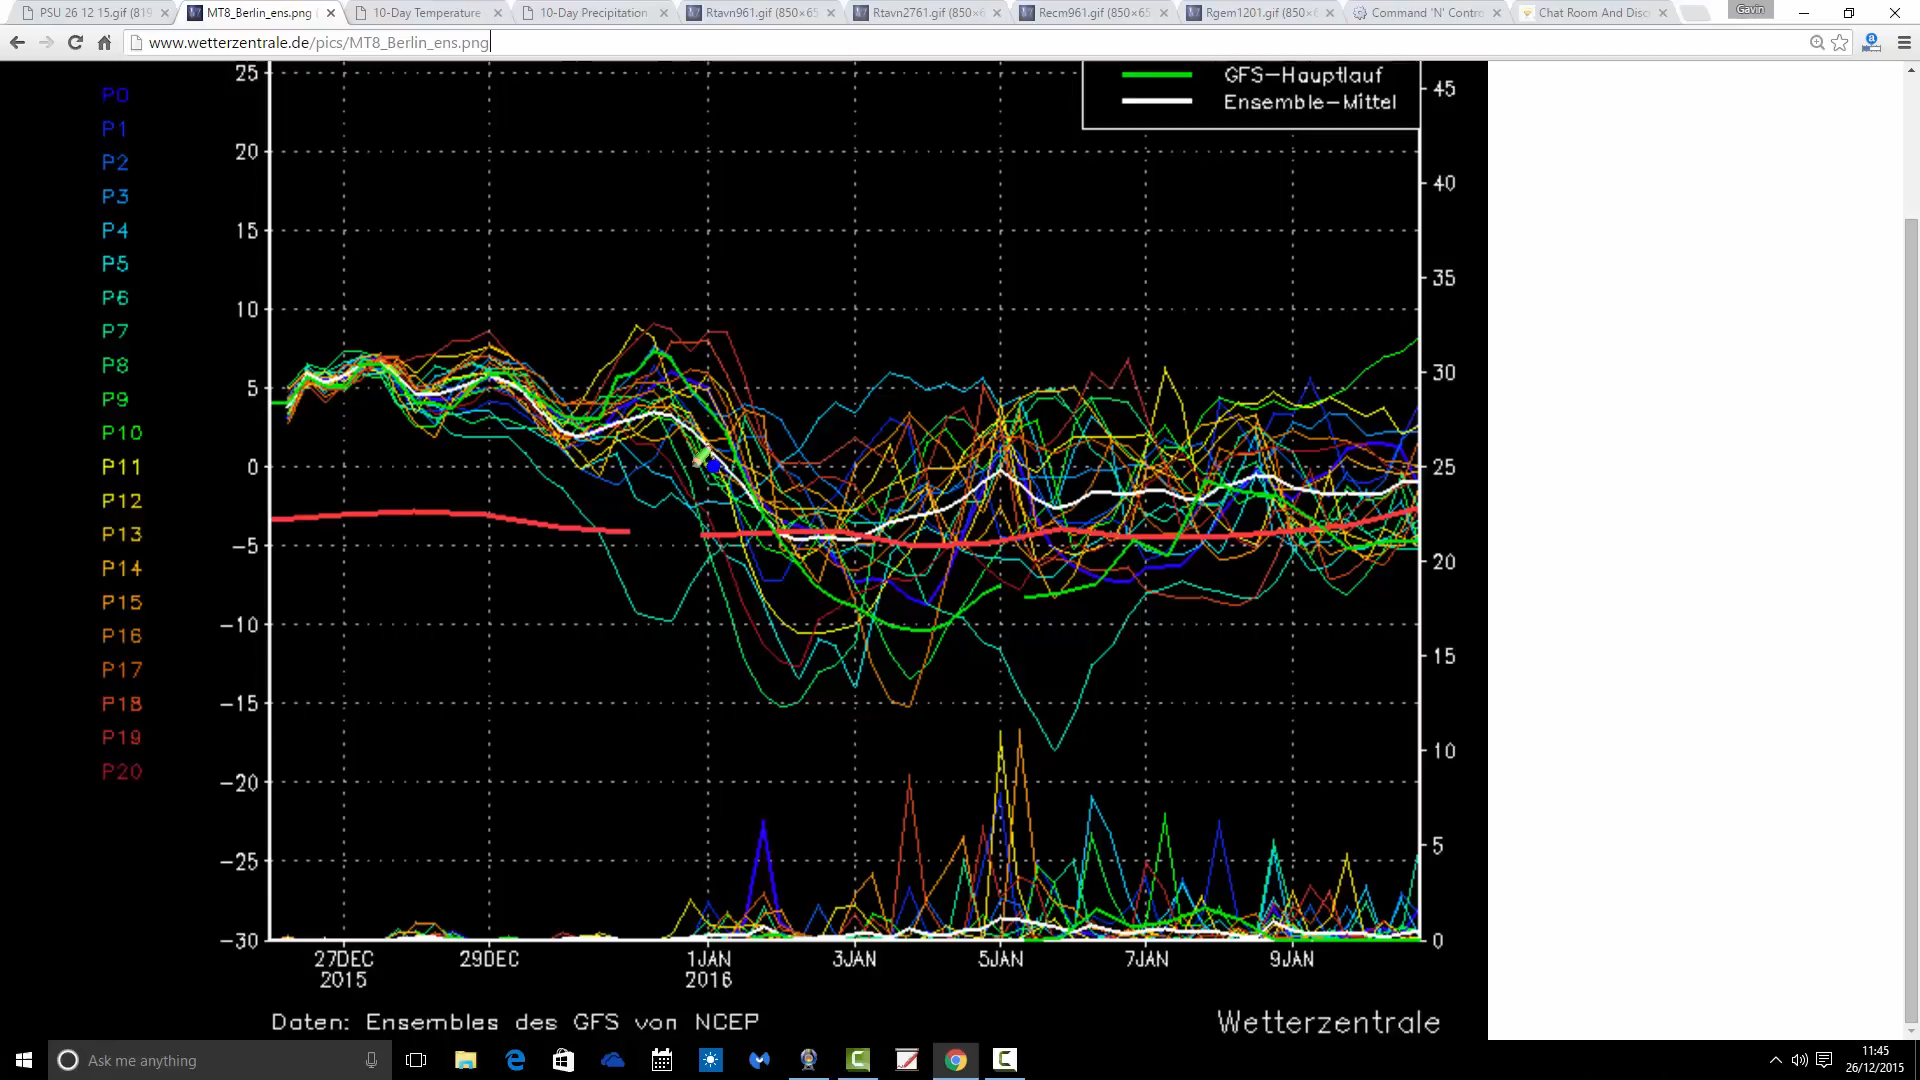 PSU 26 12 15.gif (819
MT8_Berlin_ens.png (
10-Day Temperature
10-Day Precipitation
Rtavn961.gif (850×65
Rtavn2761.gif (850×6
Recm961.gif (850×65
Rgem1201.gif (850×6
Command 'N' Contro
Chat Room And Disc
Gavin
www.wetterzentrale.de/pics/MT8_Berlin_ens.png
GFS-Hauptlauf
Ensemble-Mittel
P0
P1
P2
P3
P4
P5
P6
P7
P8
P9
P10
P11
P12
P13
P14
P15
P16
P17
P18
P19
P20
25
20
15
10
5
0
-5
-10
-15
-20
-25
-30
45
40
35
30
25
20
15
10
5
0
27DEC 29DEC 1JAN 3JAN 5JAN 7JAN 9JAN
2015 2016
Daten: Ensembles des GFS von NCEP
Wetterzentrale
Ask me anything
11:45
26/12/2015